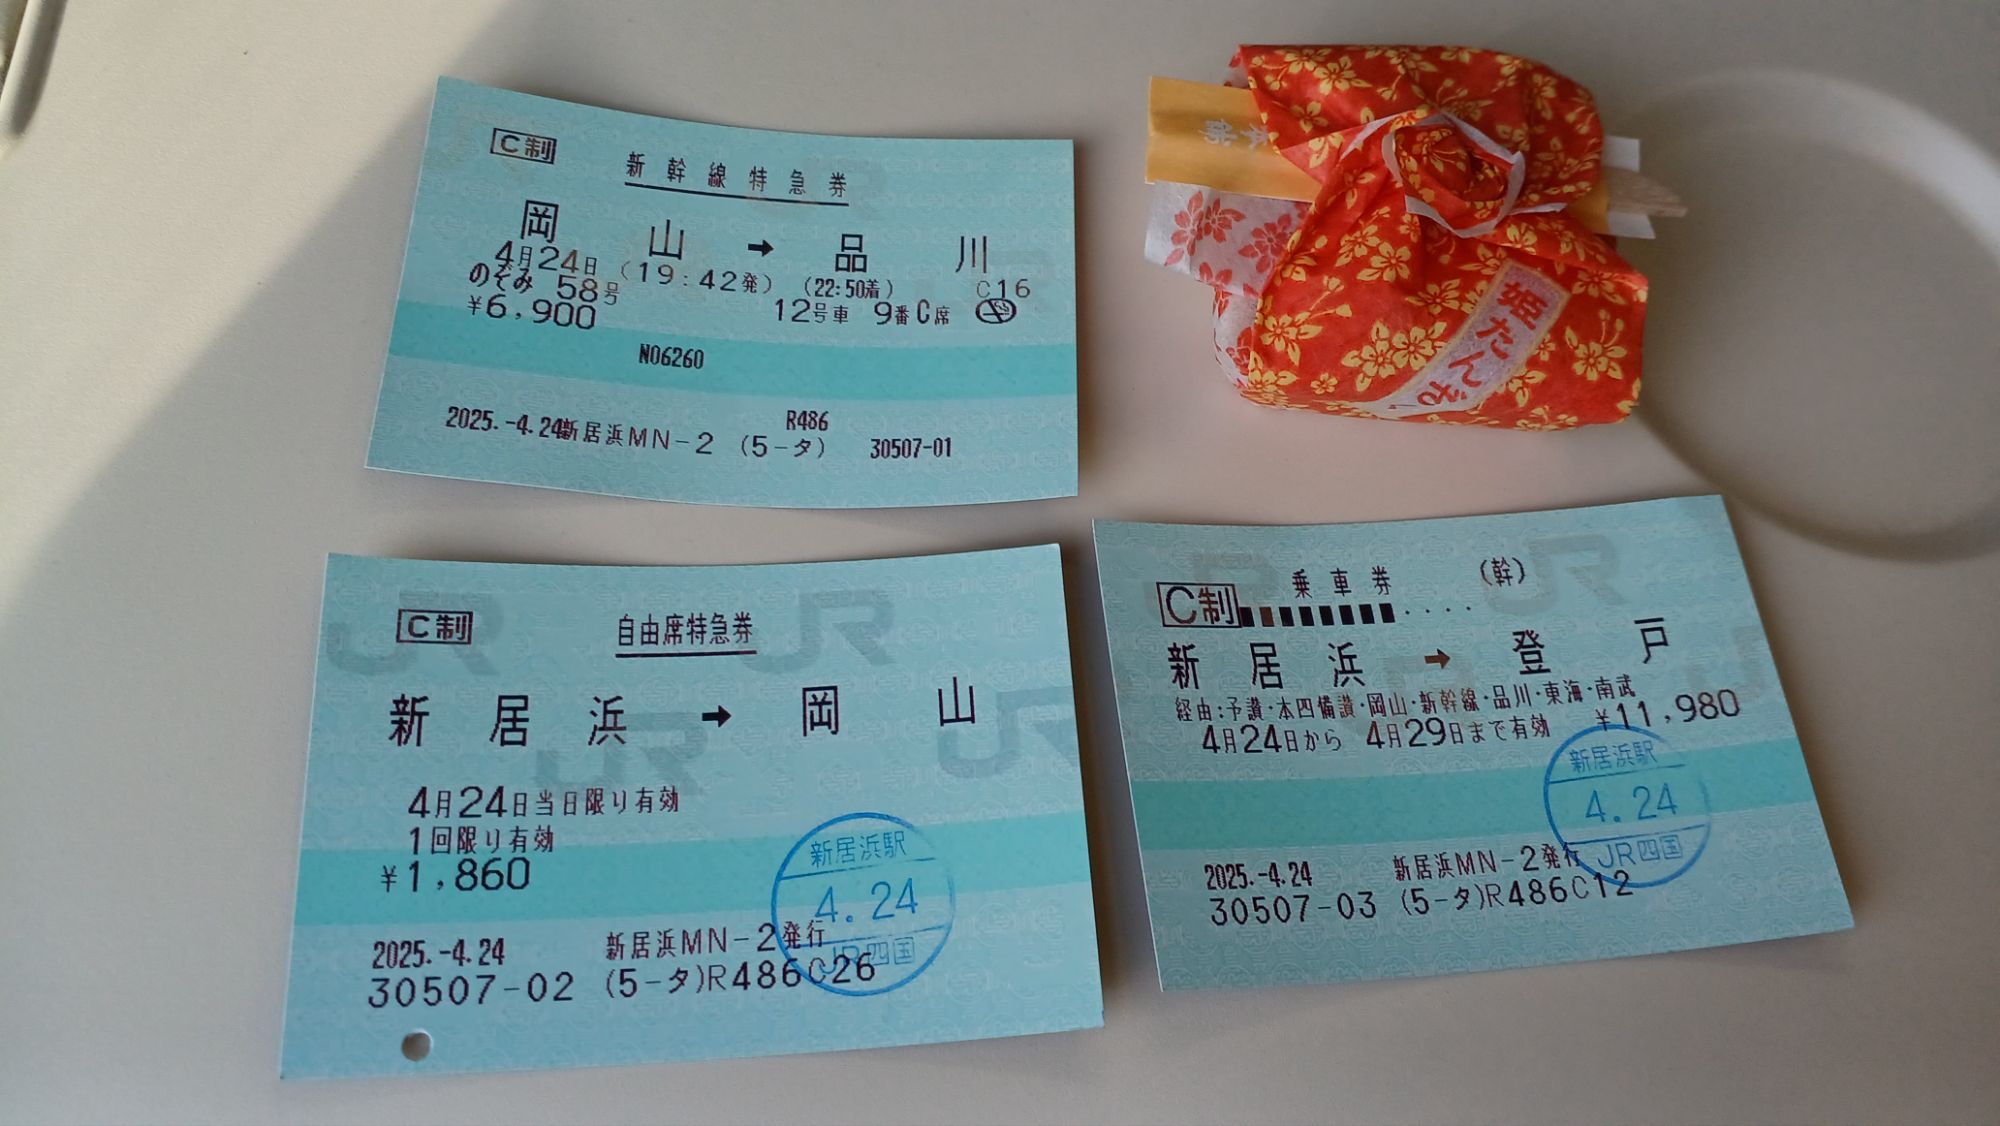 C制
新幹線特急券
岡山 → 品川
4月24日 (19:42発) (22:50着) C16
のぞみ 58号 12号車 9番C席
¥6,900
N06260
R486
2025.-4.24新居浜MN-2 (5-タ) 30507-01
姫たんざ
C制
自由席特急券
新居浜 → 岡山
4月24日当日限り有効
1回限り有効
¥1,860
新居浜駅
4.24
JR四国
2025.-4.24 新居浜MN-2発行
30507-02 (5-タ)R486C26
C制 乗車券 (幹)
新居浜 → 登戸
経由:予讃・本四備讃・岡山・新幹線・品川・東海・南武
4月24日から 4月29日まで有効 ¥11,980
新居浜駅
4.24
JR四国
2025.-4.24 新居浜MN-2発行
30507-03 (5-タ)R486C12
JR